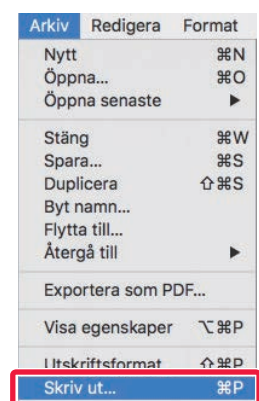 Arkiv Redigera Format
Nytt ⌘N
Öppna... ⌘O
Öppna senaste ▶
Stäng ⌘W
Spara... ⌘S
Duplicera ⇧⌘S
Byt namn...
Flytta till...
Återgå till ▶
Exportera som PDF...
Visa egenskaper ⌥⌘P
Utskriftsformat ⇧⌘P
Skriv ut... ⌘P